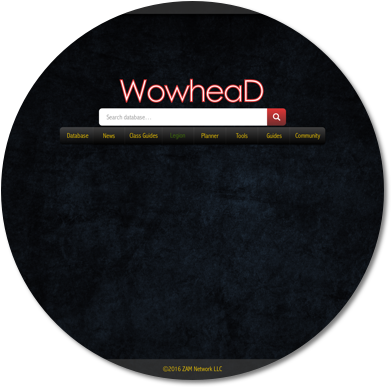 WowheaD
Search database...
Database News Class Guides Legion Planner Tools Guides Community
©2016 ZAM Network LLC